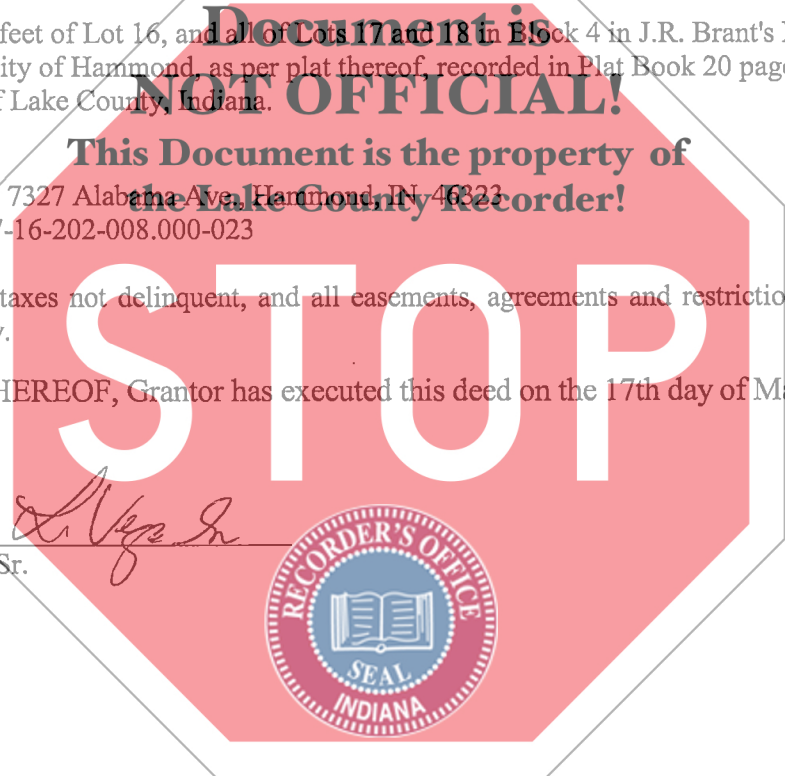 Document is
feet of Lot 16, and all of Lots 17 and 18 in Block 4 in J.R. Brant's
ity of Hammond, as per plat thereof, recorded in Plat Book 20 page
NOT OFFICIAL!
f Lake County, Indiana.
This Document is the property of
7327 Alabama Ave., Hammond, IN 46323
the Lake County Recorder!
-16-202-008.000-023
taxes not delinquent, and all easements, agreements and restrictio
y.
STOP
HEREOF, Grantor has executed this deed on the 17th day of Ma
Sr.
RECORDER'S OFFICE
SEAL
INDIANA